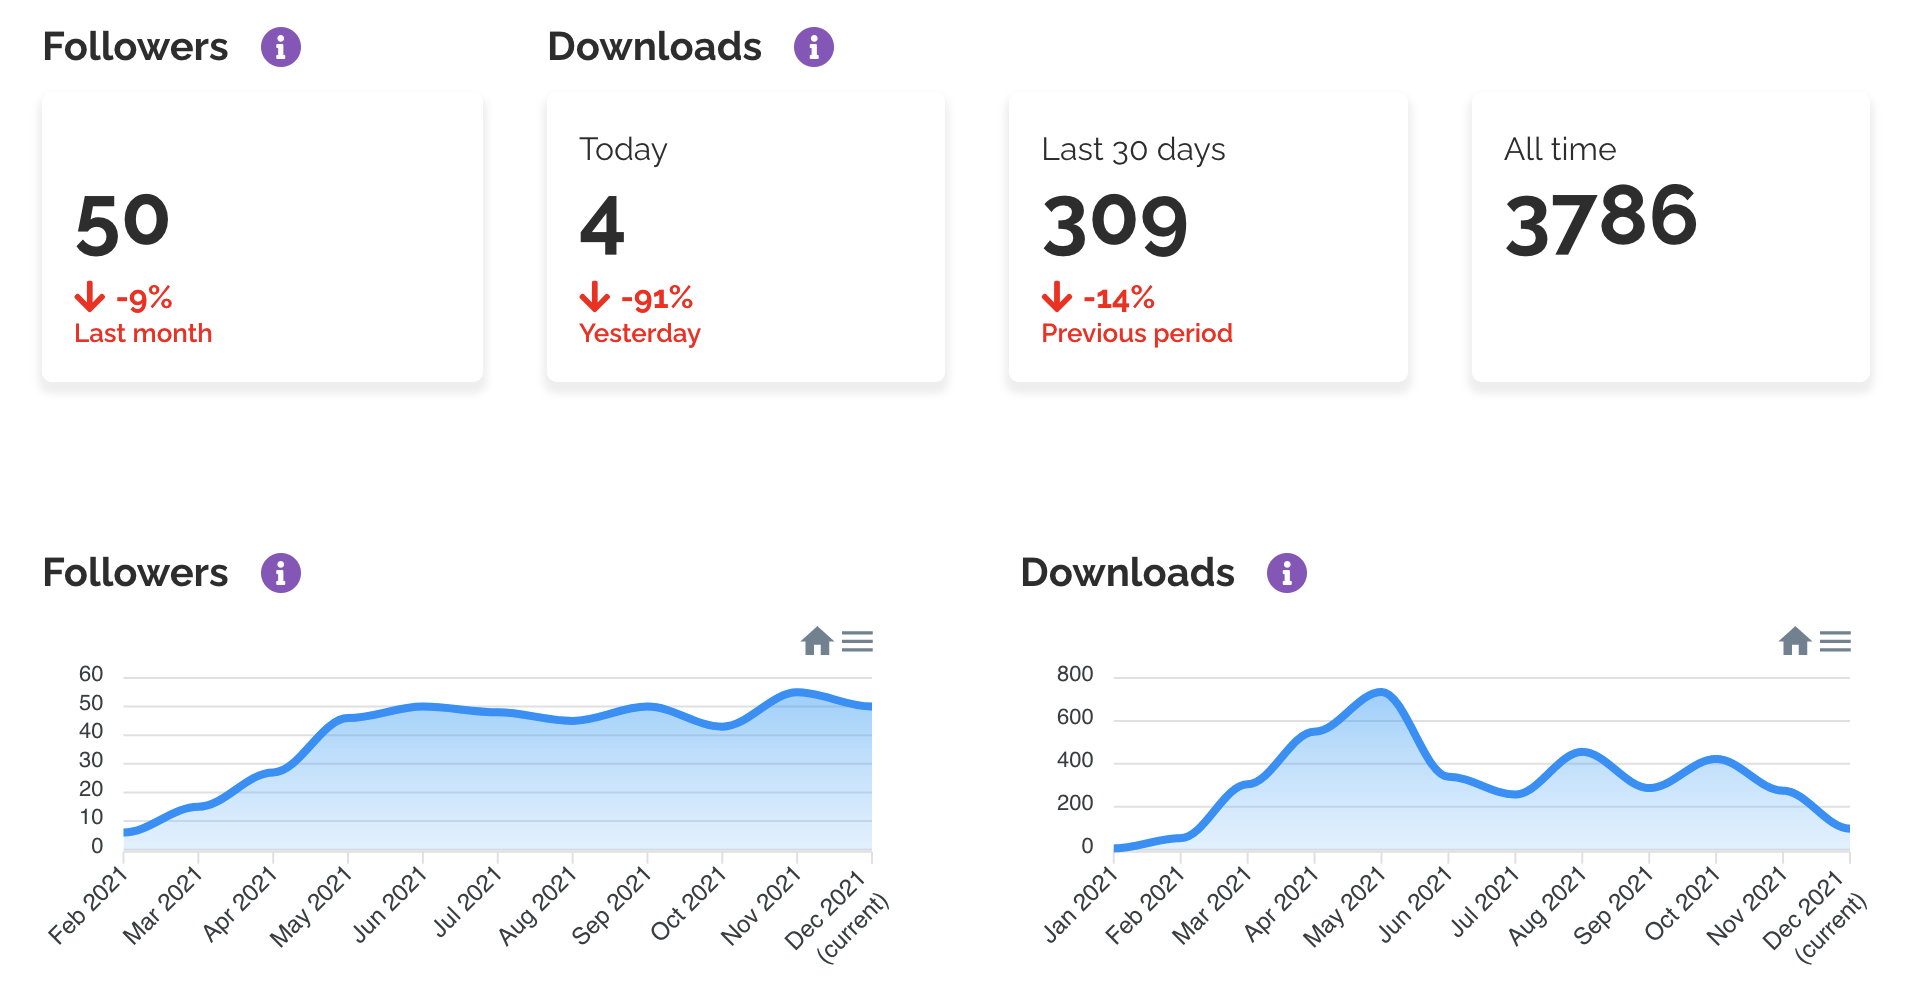 Followers
Downloads
50
-9%
Last month
Today
4
-91%
Yesterday
Last 30 days
309
-14%
Previous period
All time
3786
Followers
60
50
40
30
20
10
0
Feb 2021
Mar 2021
Apr 2021
May 2021
Jun 2021
Jul 2021
Aug 2021
Sep 2021
Oct 2021
Nov 2021
Dec 2021
(current)
Downloads
800
600
400
200
0
Jan 2021
Feb 2021
Mar 2021
Apr 2021
May 2021
Jun 2021
Jul 2021
Aug 2021
Sep 2021
Oct 2021
Nov 2021
Dec 2021
(current)